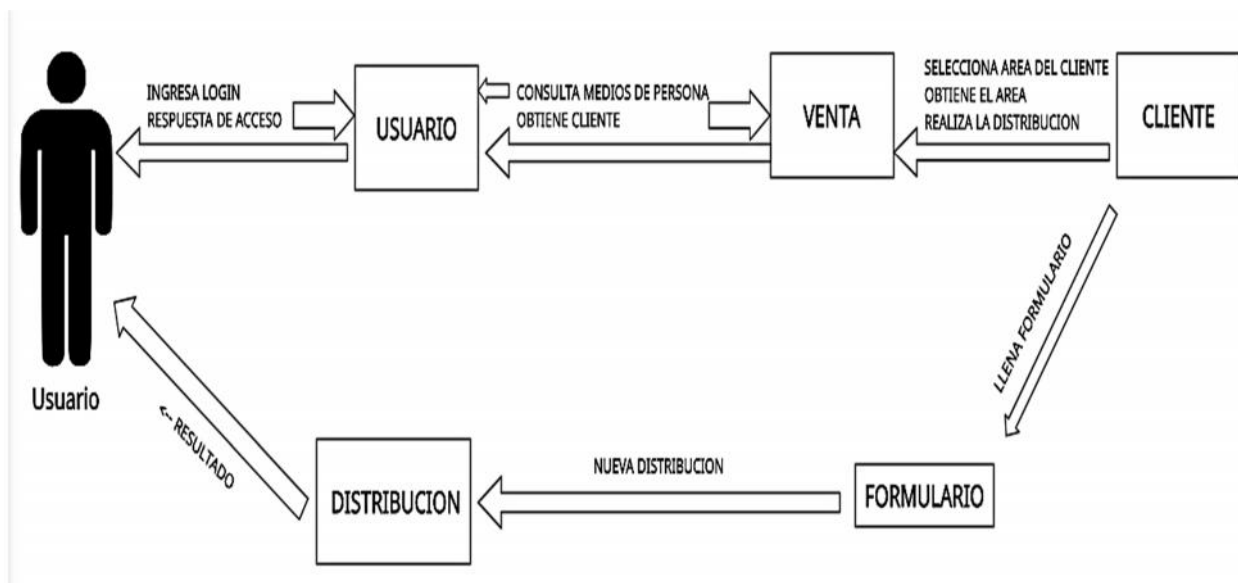 INGRESA LOGIN
RESPUESTA DE ACCESO
USUARIO
CONSULTA MEDIOS DE PERSONA
OBTIENE CLIENTE
VENTA
SELECCIONA AREA DEL CLIENTE
OBTIENE EL AREA
REALIZA LA DISTRIBUCION
CLIENTE
Usuario
LLENA FORMULARIO
<-- RESULTADO
DISTRIBUCION
NUEVA DISTRIBUCION
FORMULARIO